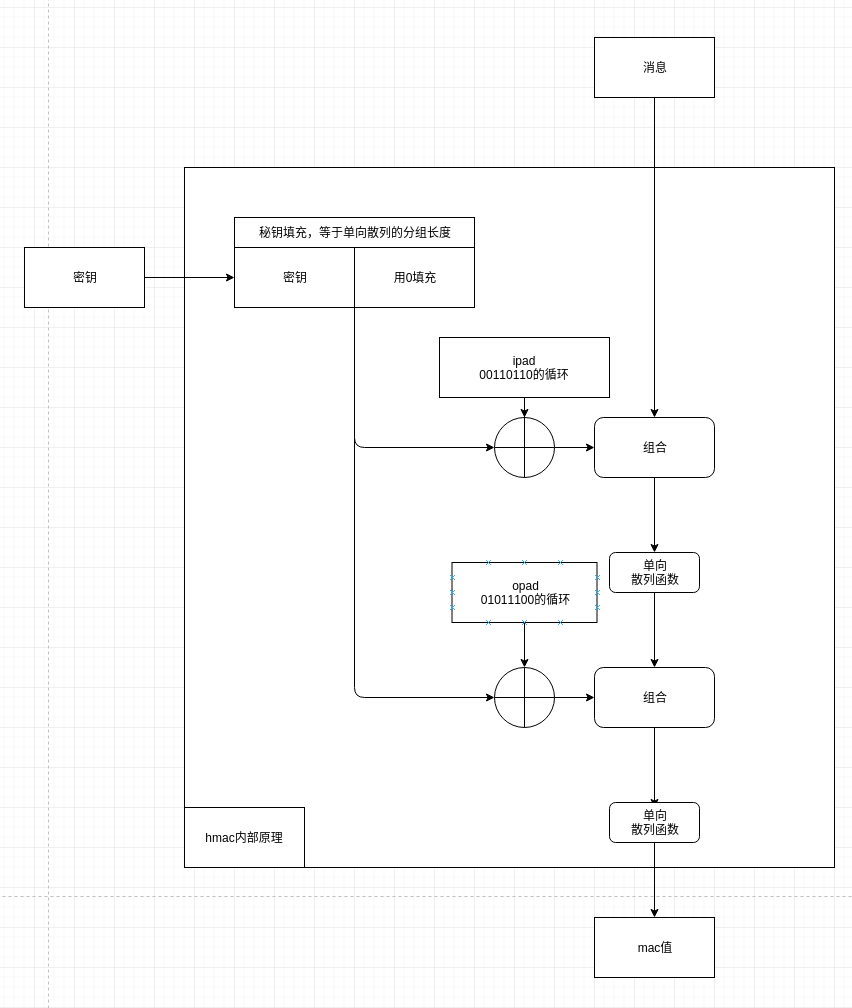 消息
秘钥填充，等于单向散列的分组长度
密钥
密钥
用0填充
ipad
00110110的循环
组合
单向
散列函数
opad
01011100的循环
组合
单向
散列函数
hmac内部原理
mac值